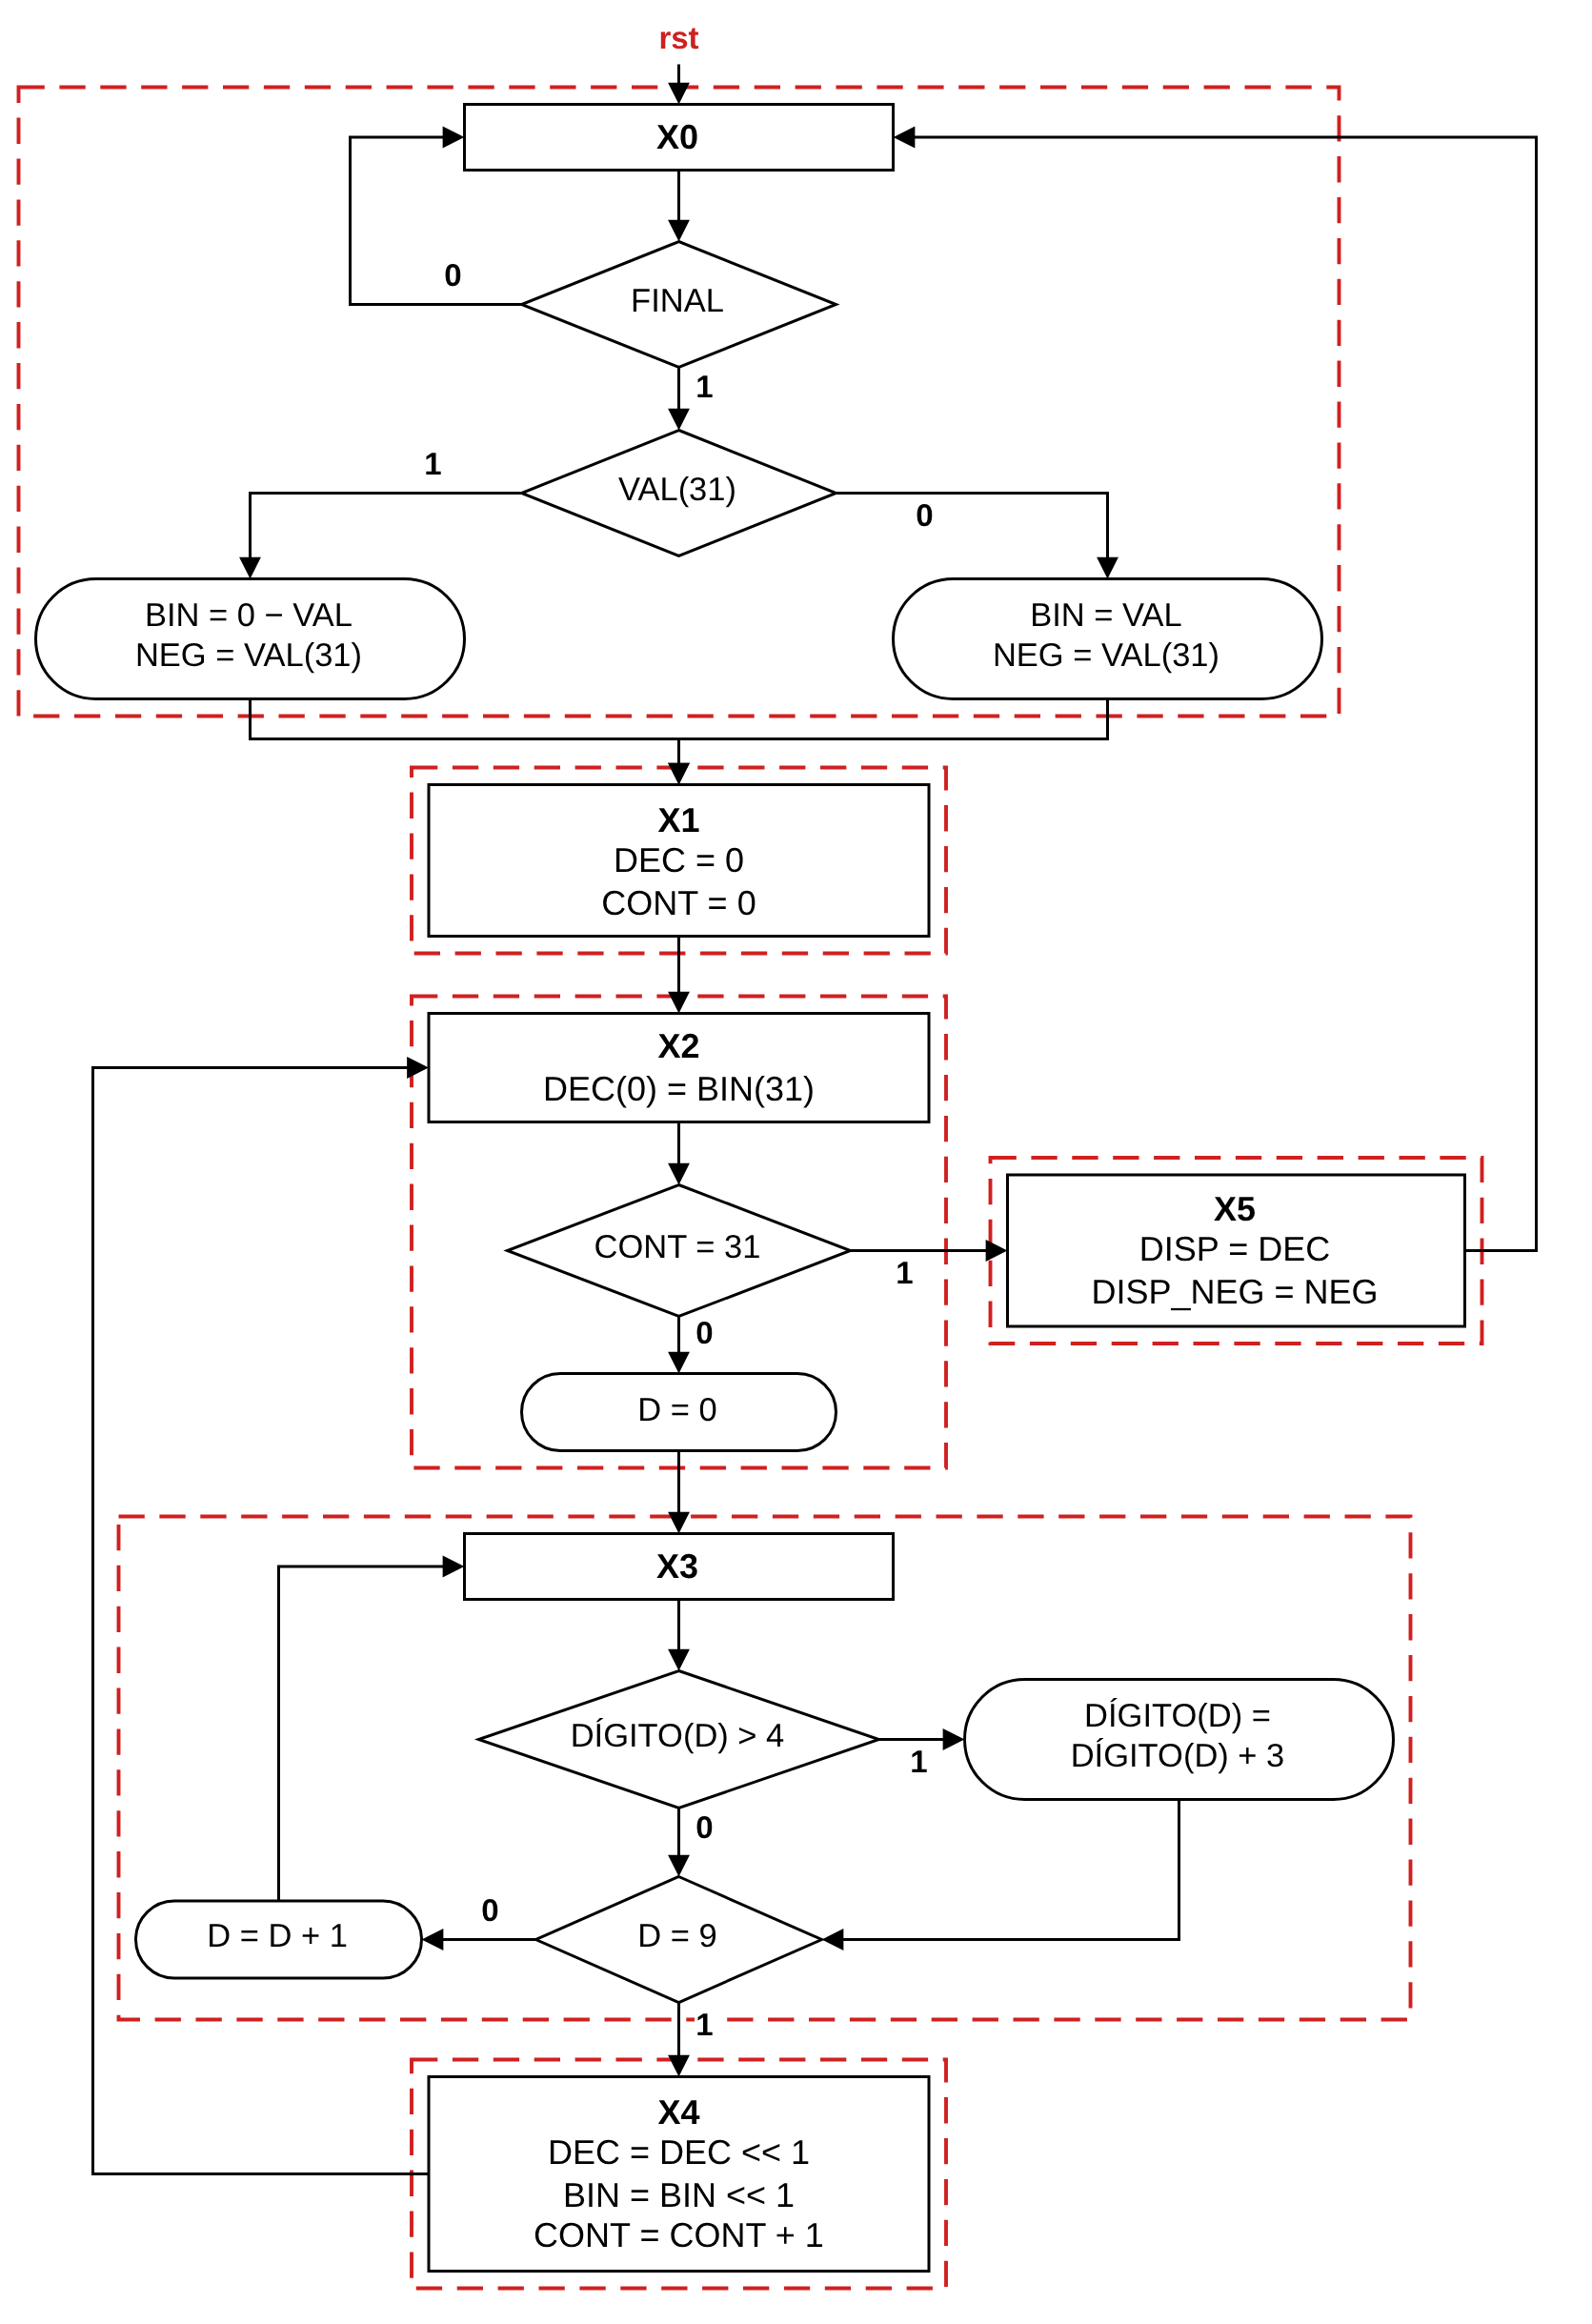 rst
X0
0
FINAL
1
1
VAL(31)
0
BIN = 0 − VAL
NEG = VAL(31)
BIN = VAL
NEG = VAL(31)
X1
DEC = 0
CONT = 0
X2
DEC(0) = BIN(31)
CONT = 31
1
X5
DISP = DEC
DISP_NEG = NEG
0
D = 0
X3
DÍGITO(D) > 4
1
DÍGITO(D) =
DÍGITO(D) + 3
0
0
D = D + 1
D = 9
1
X4
DEC = DEC << 1
BIN = BIN << 1
CONT = CONT + 1